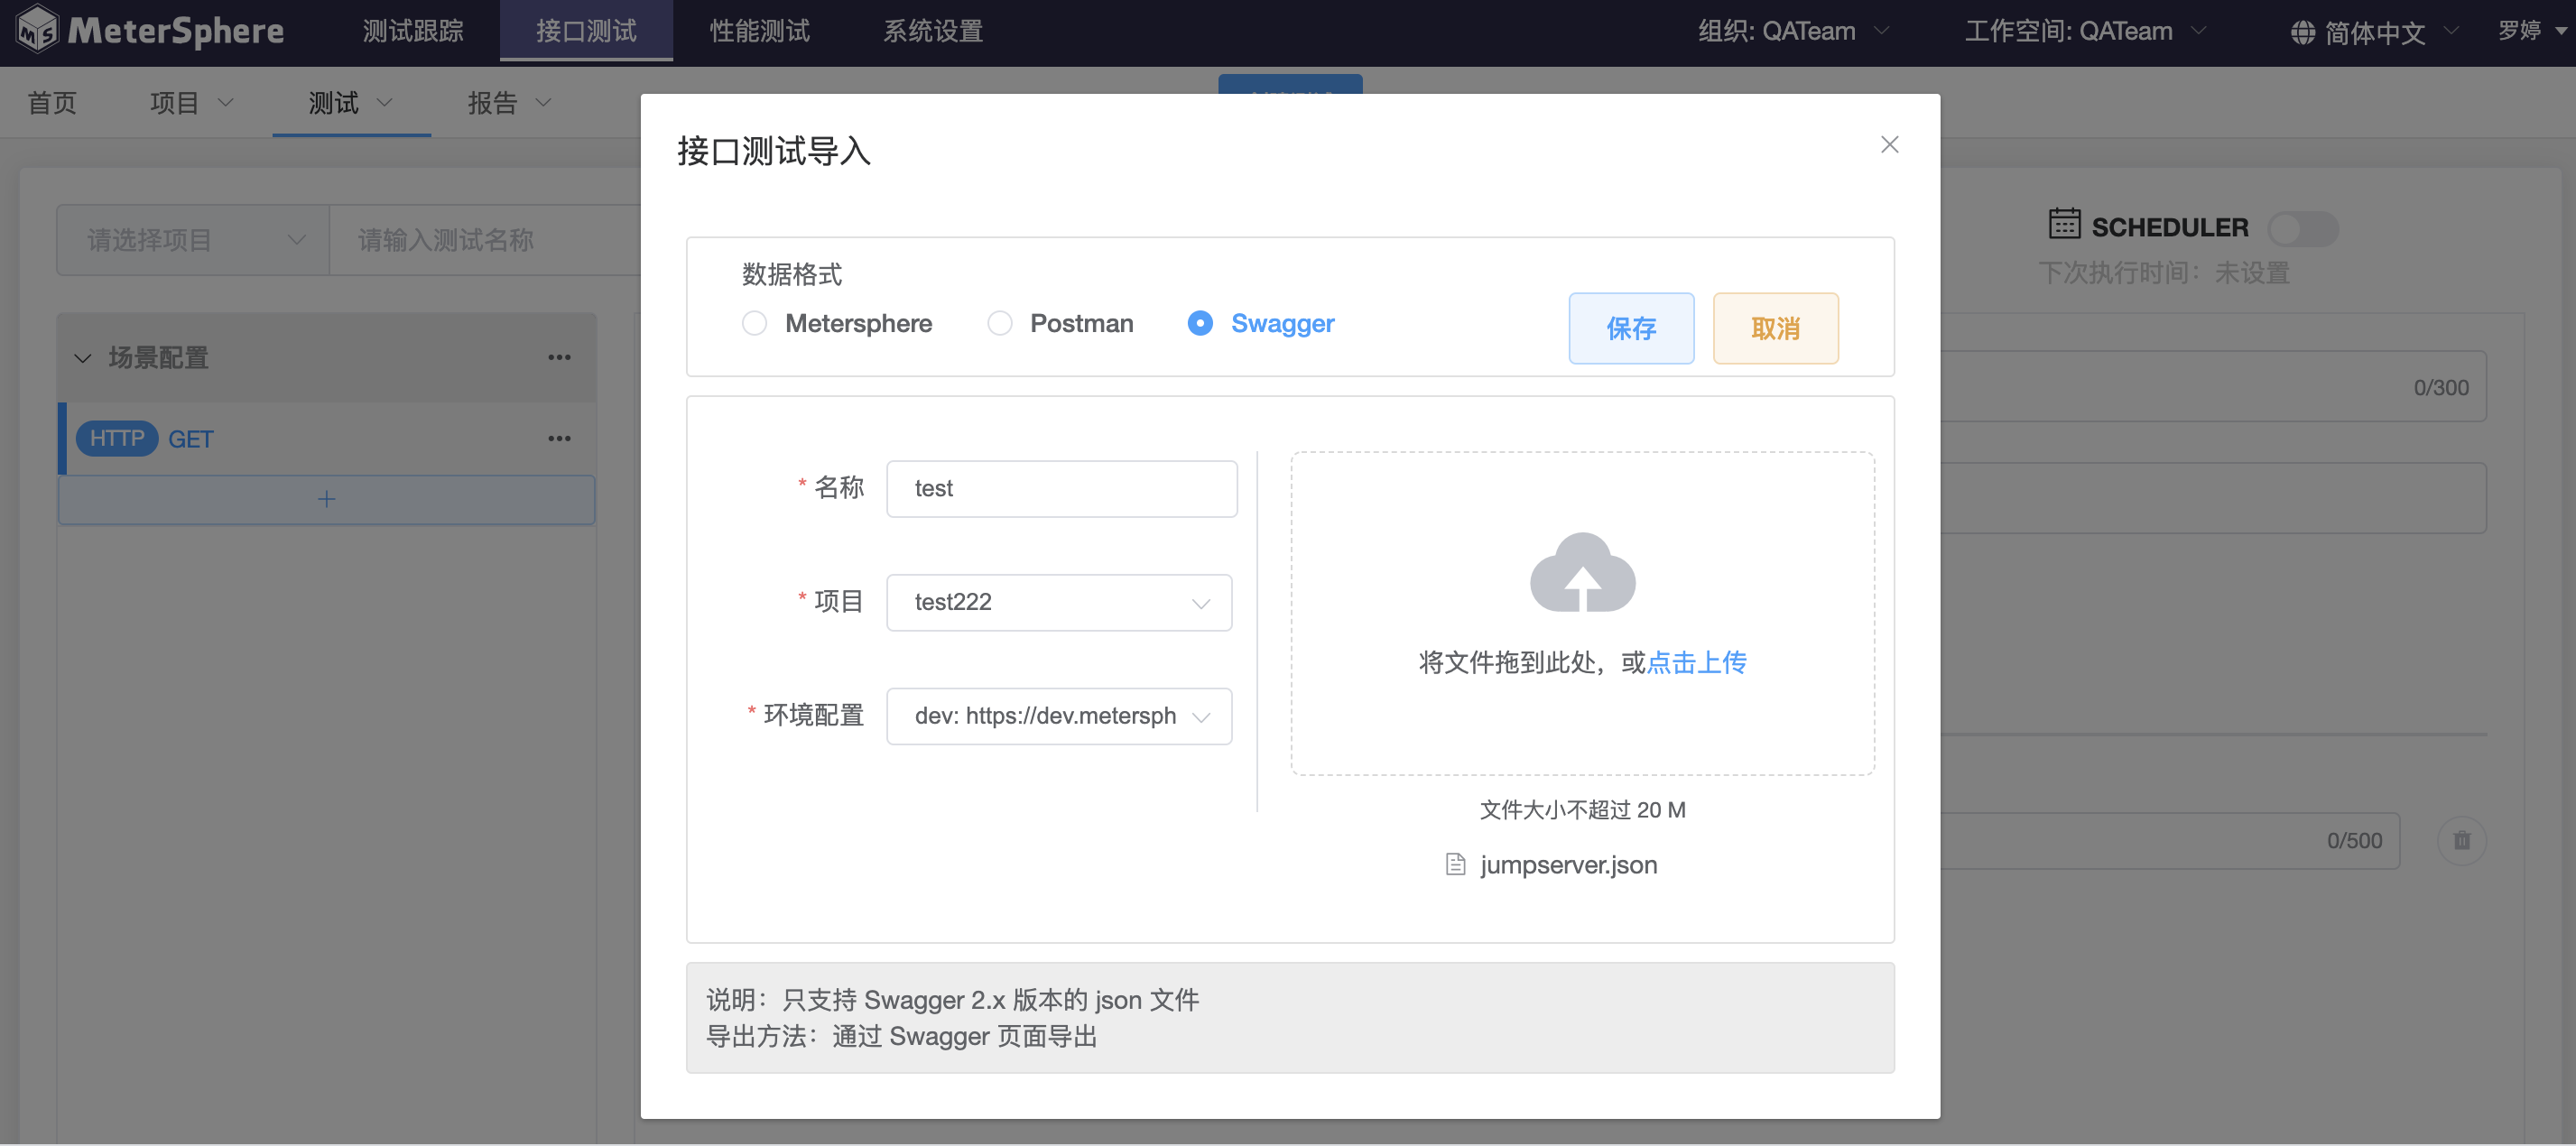 MeterSphere
测试跟踪
接口测试
性能测试
系统设置
组织: QATeam
工作空间: QATeam
简体中文
罗婷
首页
项目
测试
报告
接口测试导入
请选择项目
请输入测试名称
SCHEDULER
下次执行时间：未设置
数据格式
Metersphere
Postman
Swagger
保存
取消
场景配置
HTTP GET
0/300
* 名称
test
* 项目
test222
* 环境配置
dev: https://dev.metersph
将文件拖到此处，或点击上传
文件大小不超过 20 M
jumpserver.json
0/500
说明：只支持 Swagger 2.x 版本的 json 文件
导出方法：通过 Swagger 页面导出